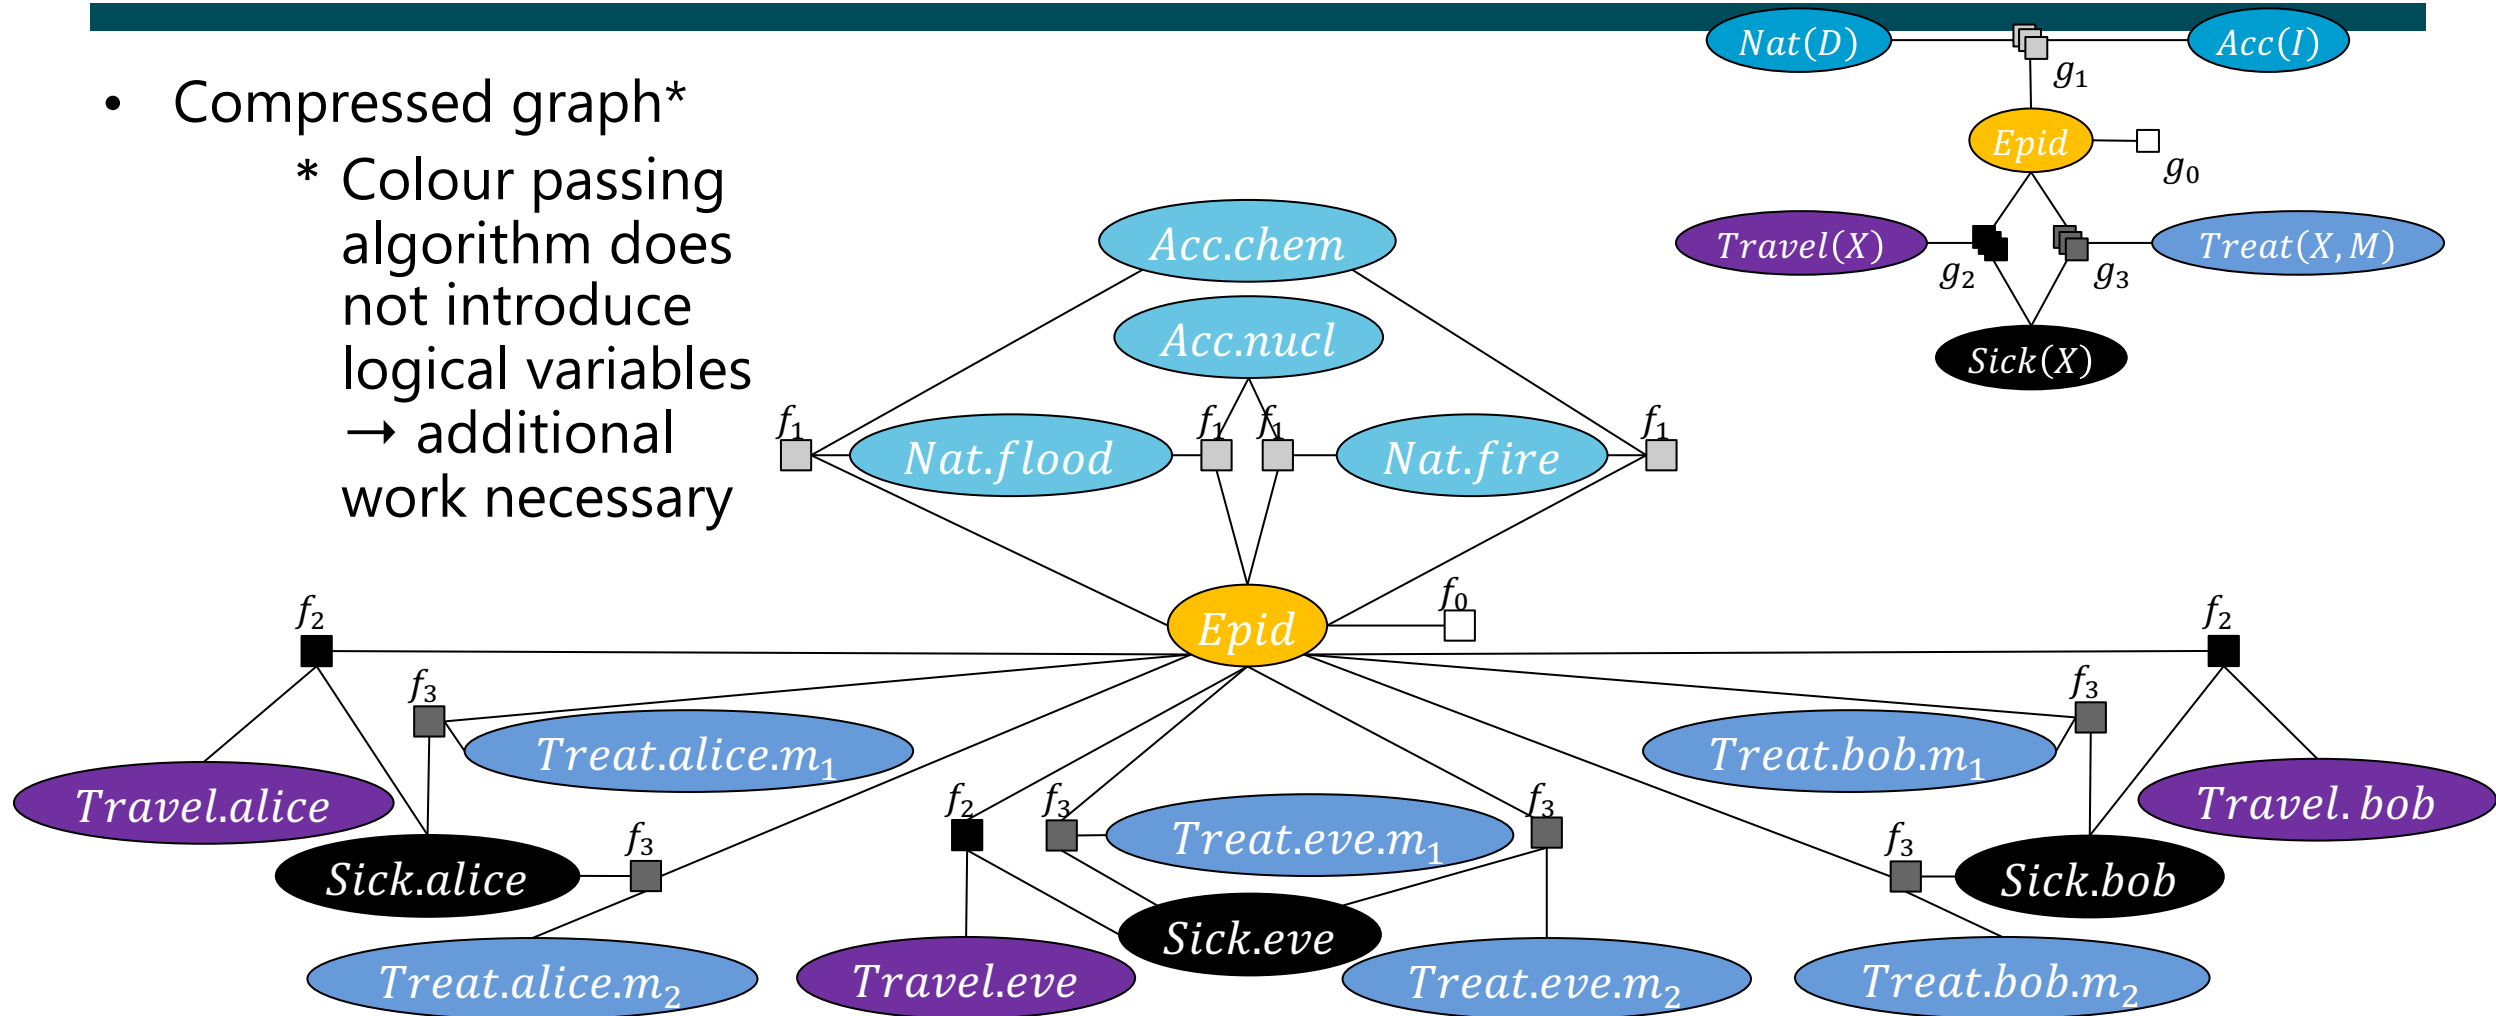 Nat(D)
Acc(I)
g₁
Epid
g₀
Travel(X)
Treat(X, M)
g₂
g₃
Sick(X)
• Compressed graph*
* Colour passing
algorithm does
not introduce
logical variables
→ additional
work necessary
Acc.chem
Acc.nucl
f₁
f₁
f₁
f₁
Nat.flood
Nat.fire
Epid
f₀
f₂
f₂
f₃
f₃
Treat.alice.m₁
Treat.bob.m₁
Travel.alice
Travel. bob
f₂
f₃
f₃
Treat.eve.m₁
f₃
f₃
Sick.alice
Sick.bob
Sick.eve
Treat.alice.m₂
Travel.eve
Treat.eve.m₂
Treat.bob.m₂